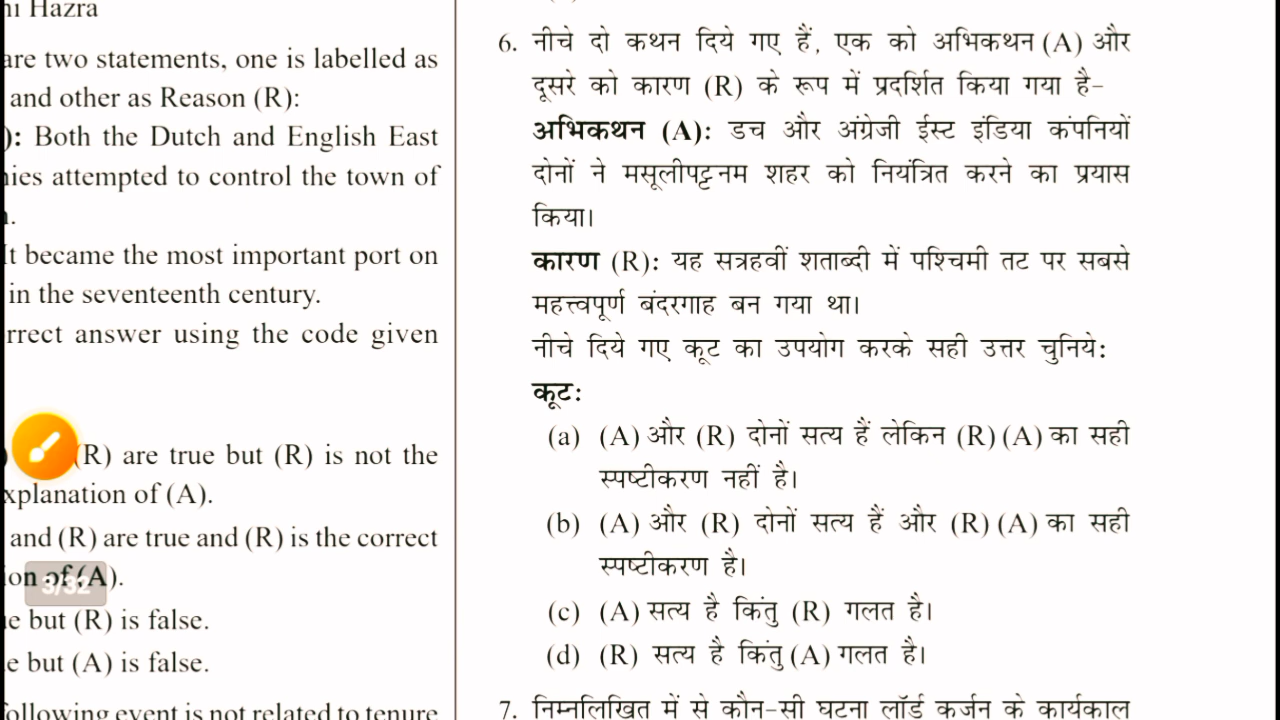 Hazra
are two statements, one is labelled as
and other as Reason (R):
): Both the Dutch and English East
attempted to control the town of
It became the most important port on
in the seventeenth century.
answer using the code given
(R) are true but (R) is not the
of (A).
and (R) are true and (R) is the correct
of (A).
3/32
but (R) is false.
but (A) is false.
following event is not related to tenure
6. नीचे दो कथन दिये गए हैं, एक को अभिकथन (A) और
दूसरे को कारण (R) के रूप में प्रदर्शित किया गया है-
अभिकथन (A): डच और अंग्रेजी ईस्ट इंडिया कंपनियों
दोनों ने मसूलीपट्टनम शहर को नियंत्रित करने का प्रयास
किया।
कारण (R): यह सत्रहवीं शताब्दी में पश्चिमी तट पर सबसे
महत्त्वपूर्ण बंदरगाह बन गया था।
नीचे दिये गए कूट का उपयोग करके सही उत्तर चुनिये:
कूट:
(a) (A) और (R) दोनों सत्य हैं लेकिन (R) (A) का सही
स्पष्टीकरण नहीं है।
(b) (A) और (R) दोनों सत्य हैं और (R) (A) का सही
स्पष्टीकरण है।
(c) (A) सत्य है किंतु (R) गलत है।
(d) (R) सत्य है किंतु (A) गलत है।
7. निम्नलिखित में से कौन-सी घटना लॉर्ड कर्जन के कार्यकाल